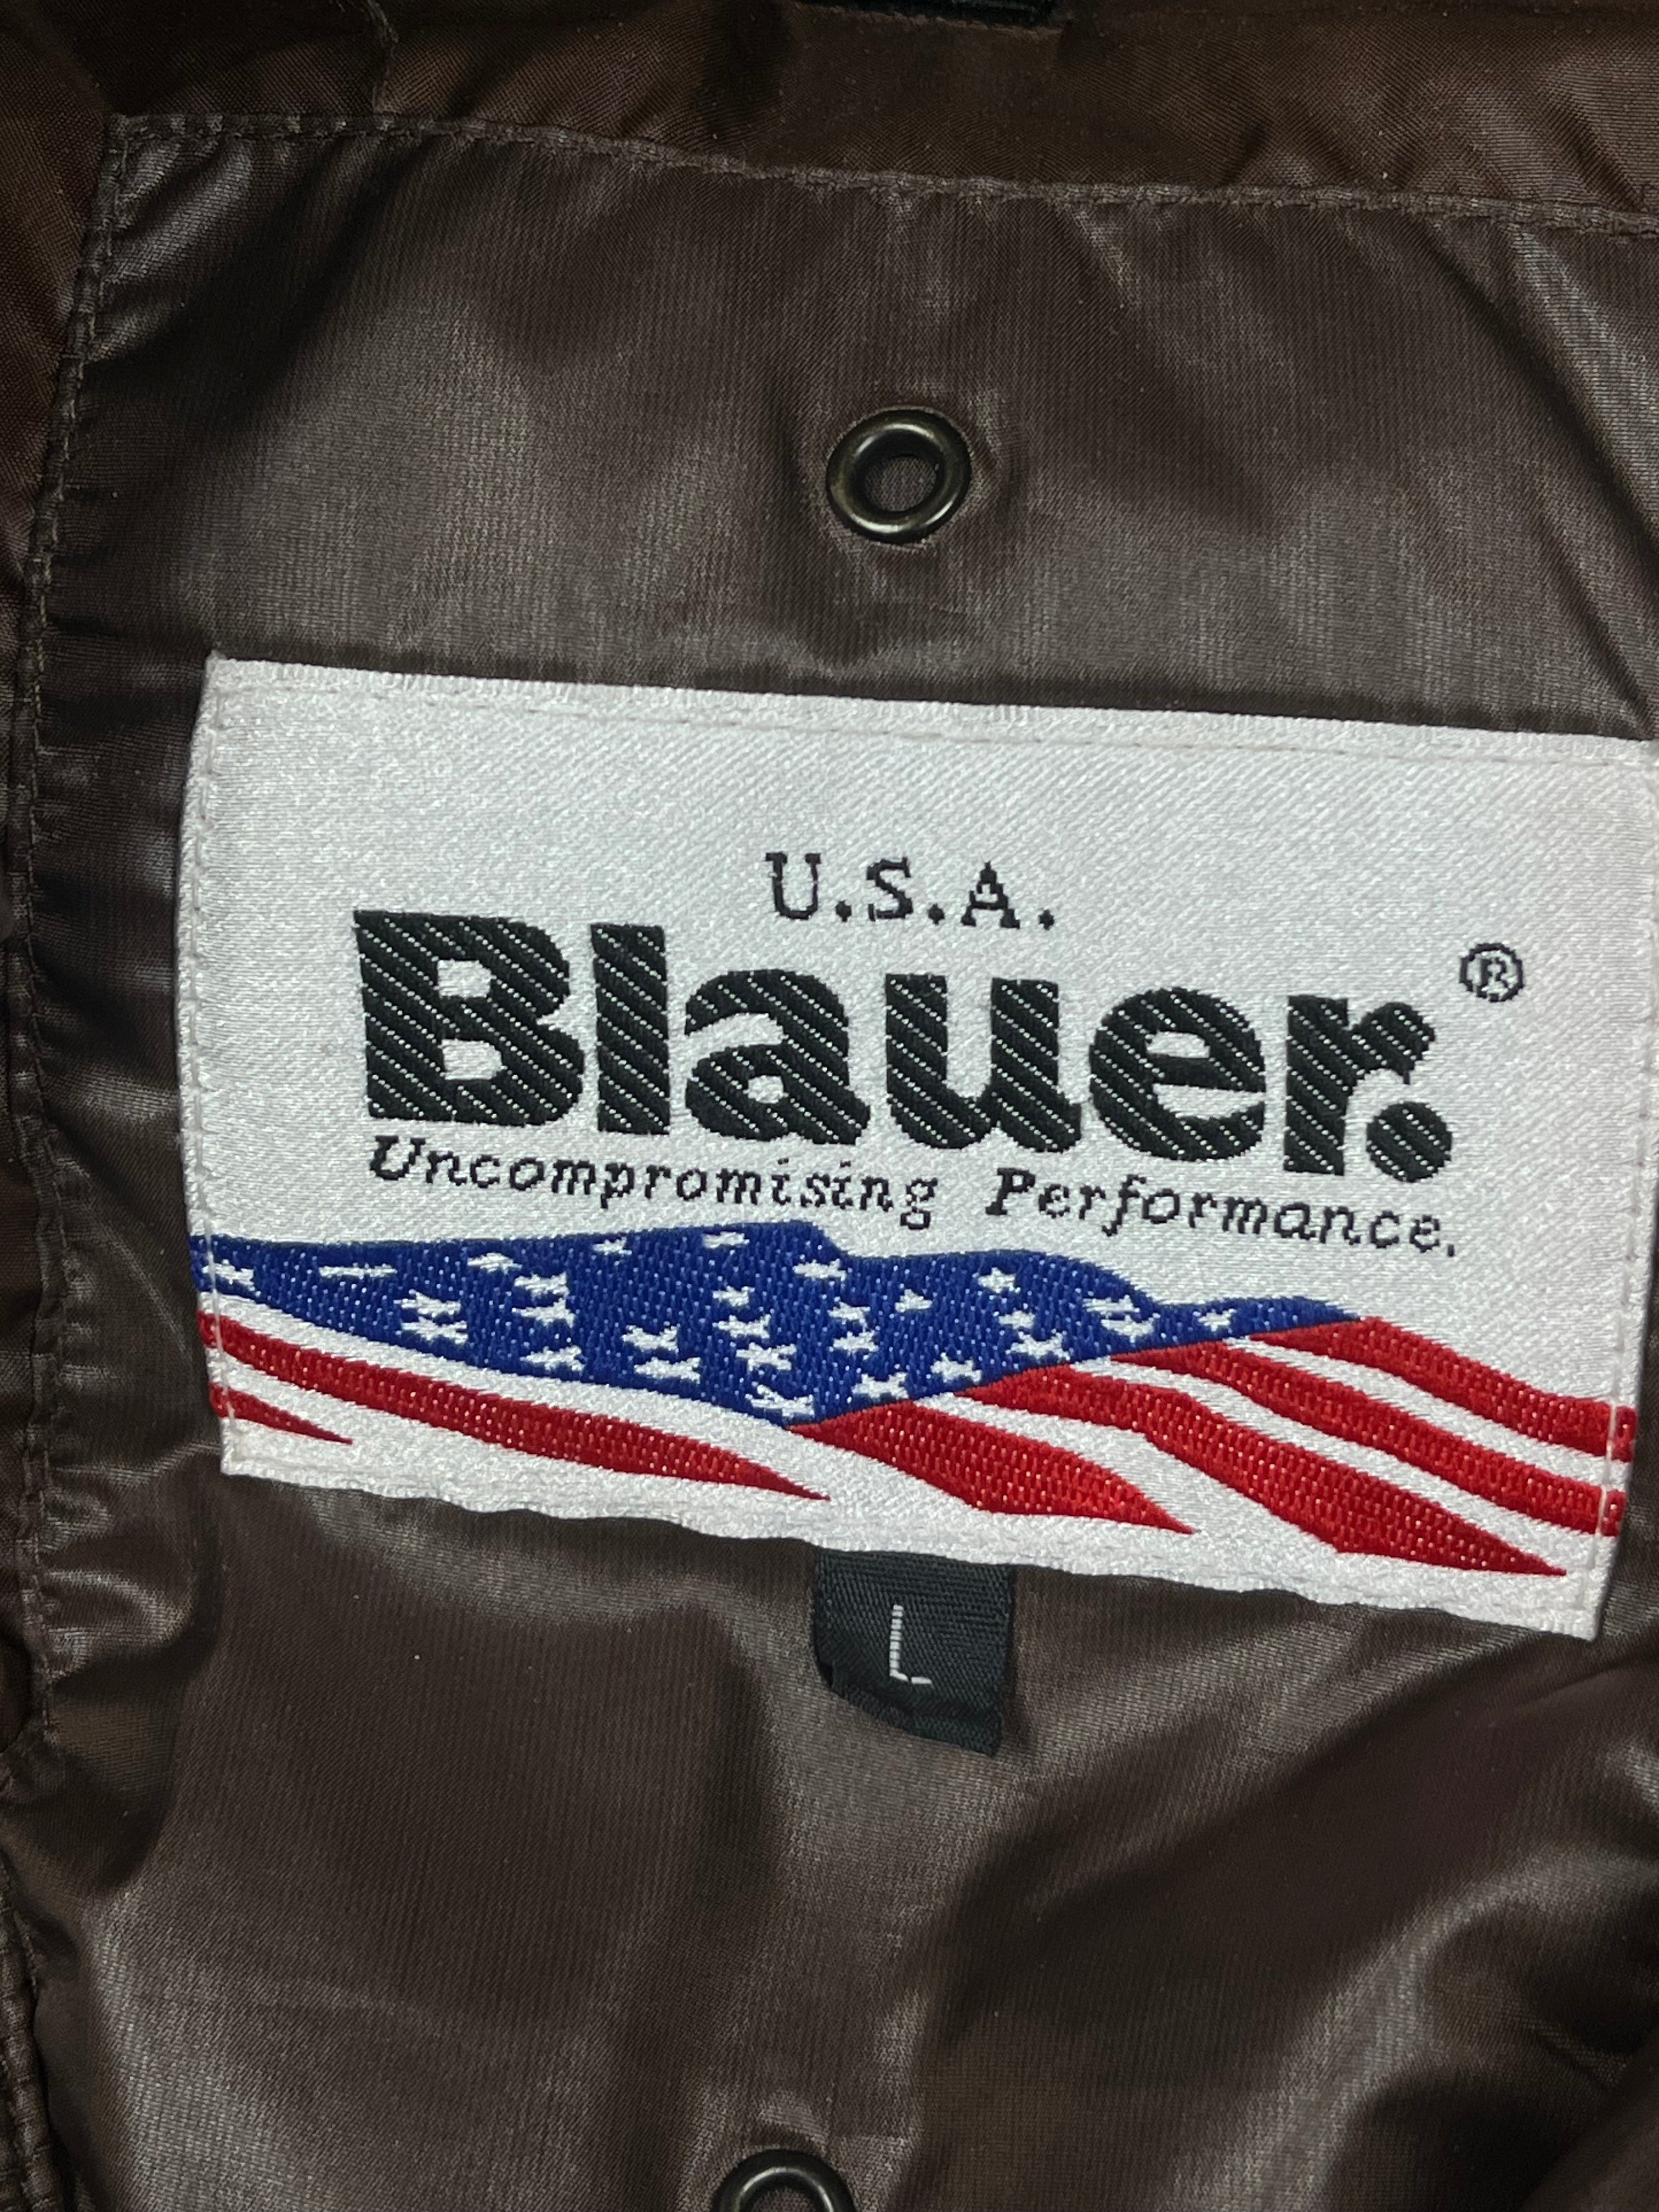 U.S.A.
Blauer.®
Uncompromising Performance.
L